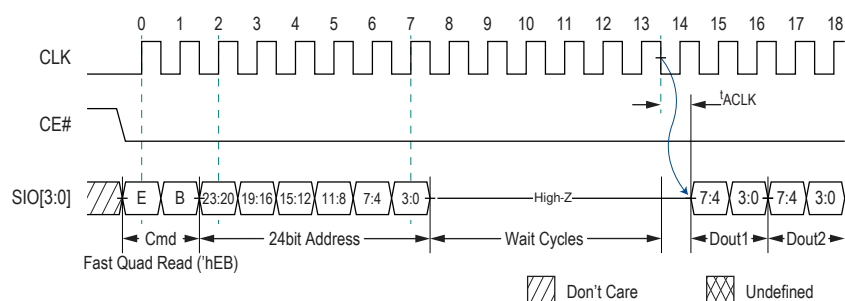 0 1 2 3 4 5 6 7 8 9 10 11 12 13 14 15 16 17 18
CLK
tACLK
CE#
SIO[3:0] E B 23:20 19:16 15:12 11:8 7:4 3:0 High-Z 7:4 3:0 7:4 3:0
Cmd 24bit Address Wait Cycles Dout1 Dout2
Fast Quad Read ('hEB)
Don't Care Undefined